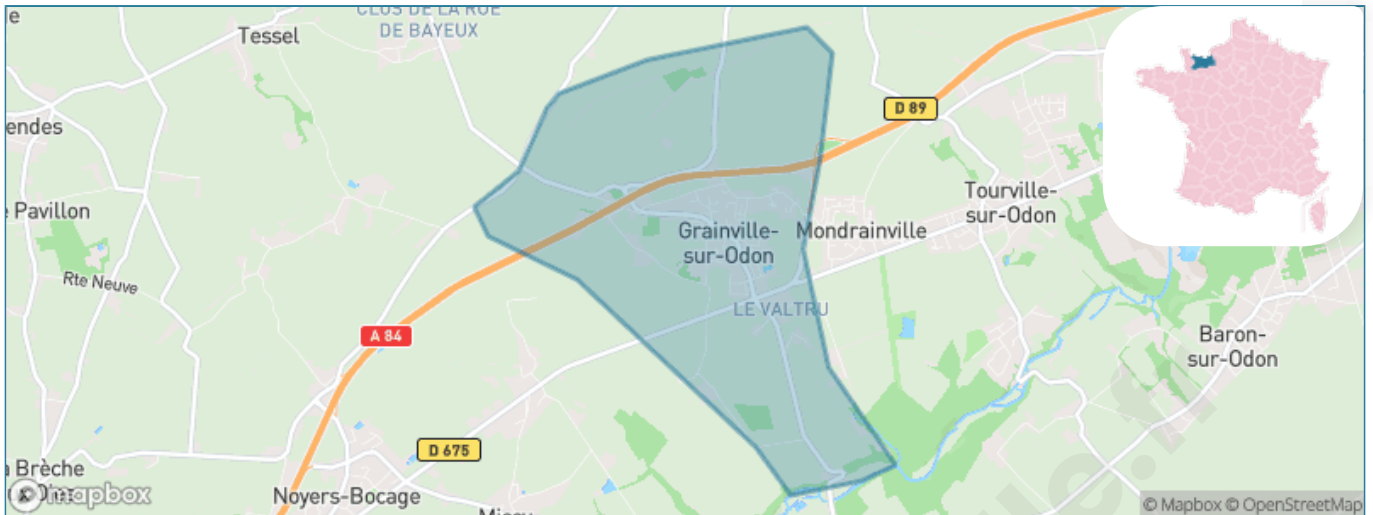 e
CLOS DE LA RUE
DE BAYEUX
Tessel
D 89
endes
Tourville-
sur-Odon
Pavillon
Grainville-
sur-Odon
Mondrainville
Rte Neuve
LE VALTRU
A 84
Baron-
sur-Odon
D 675
a Brèche
mapbox
Noyers-Bocage
© Mapbox © OpenStreetMap